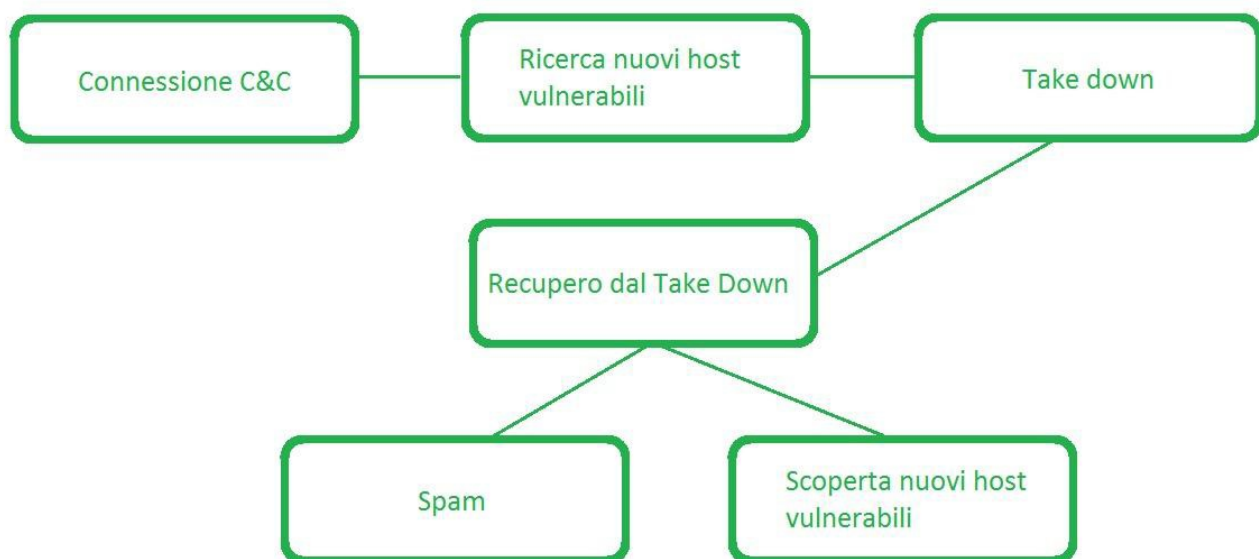 Connessione C&C
Ricerca nuovi host
vulnerabili
Take down
Recupero dal Take Down
Spam
Scoperta nuovi host
vulnerabili